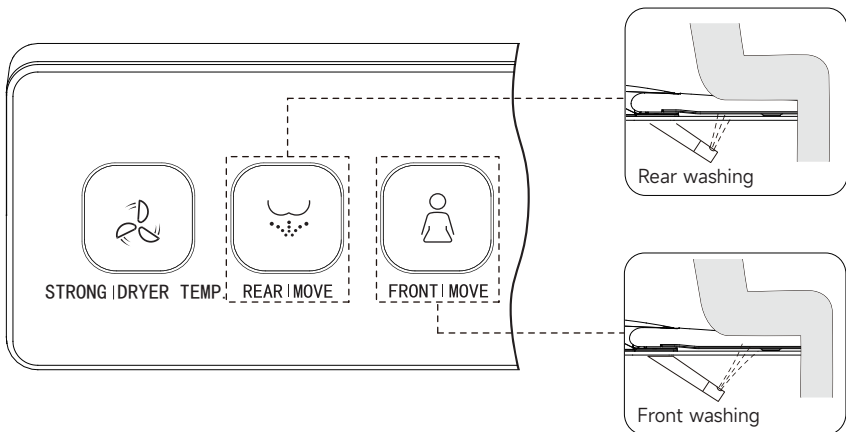 Rear washing
STRONG|DRYER TEMP. REAR|MOVE FRONT|MOVE
Front washing